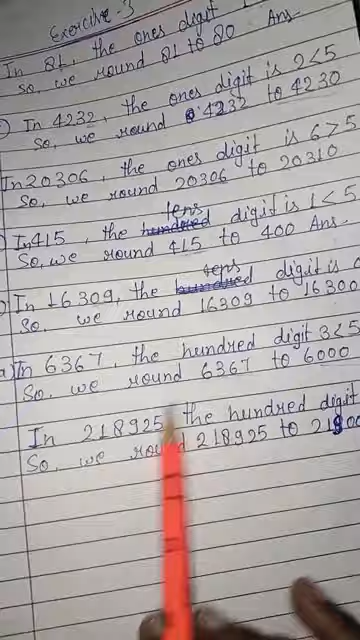 Exercise-3
In 81, the ones digit
So, we round 81 to 80 Ans.
In 4232, the ones digit is 2<5
So, we round 4232 to 4230
In 20306, the ones digit is 6>5
So, we round 20306 to 20310
In 415, the hundred tens digit is 1<5
So, we round 415 to 400 Ans.
In 16309, the hundred tens digit is 0
So, we round 16309 to 16300
In 6367, the hundred digit 3<5
So, we round 6367 to 6000
In 218925, the hundred digit
So, we round 218925 to